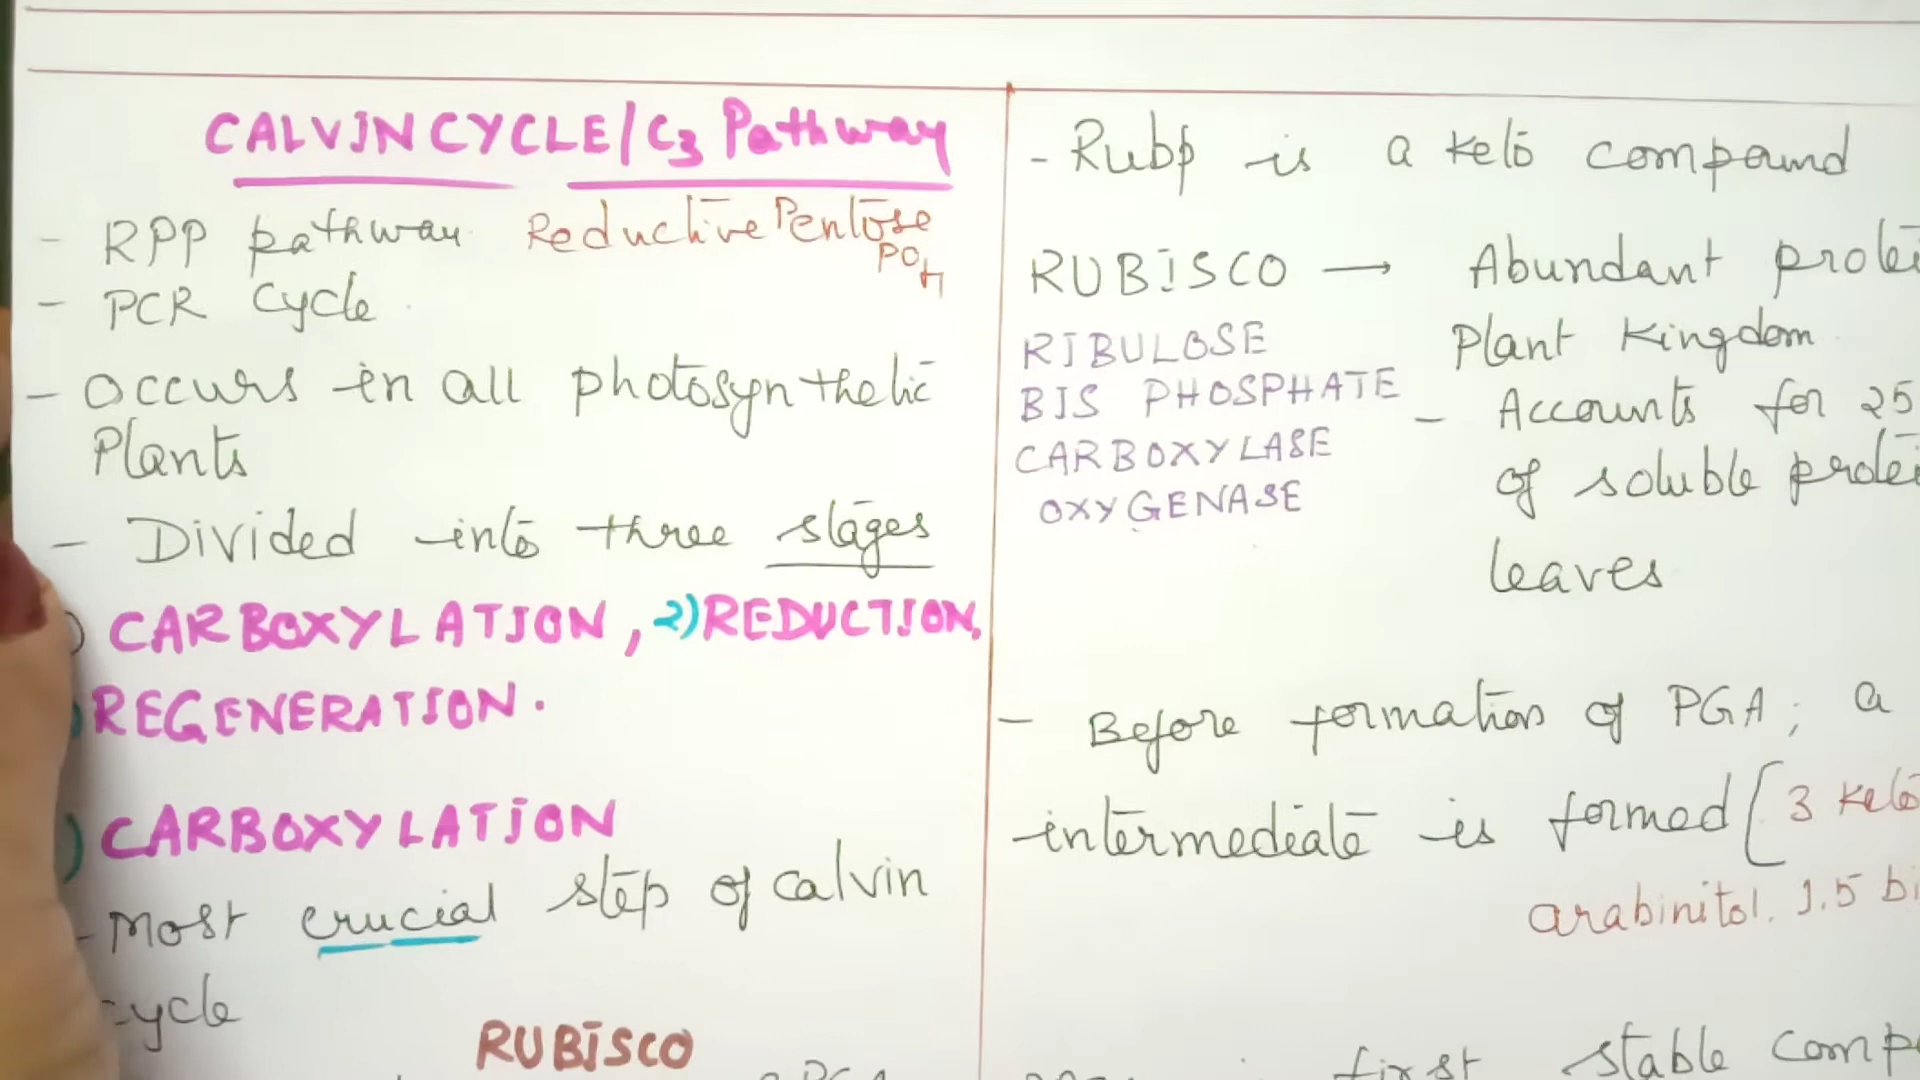 CALVIN CYCLE/C3 Pathway
- RPP pathway Reductive Pentose
PO4
- PCR Cycle
- Occurs in all photosynthetic
Plants
- Divided into three stages
) CARBOXYLATION, 2) REDUCTION.
) REGENERATION.
) CARBOXYLATION
- Most crucial step of calvin
cycle
RUBISCO
- Rubp is a keto compound
RUBISCO → Abundant protei
RIBULOSE Plant Kingdom
BIS PHOSPHATE
CARBOXYLASE
OXYGENASE
- Accounts for 25
of soluble protei
leaves
- Before formation of PGA; a
intermediate is formed [3 keto
arabinitol. 1.5 bi
first stable comp